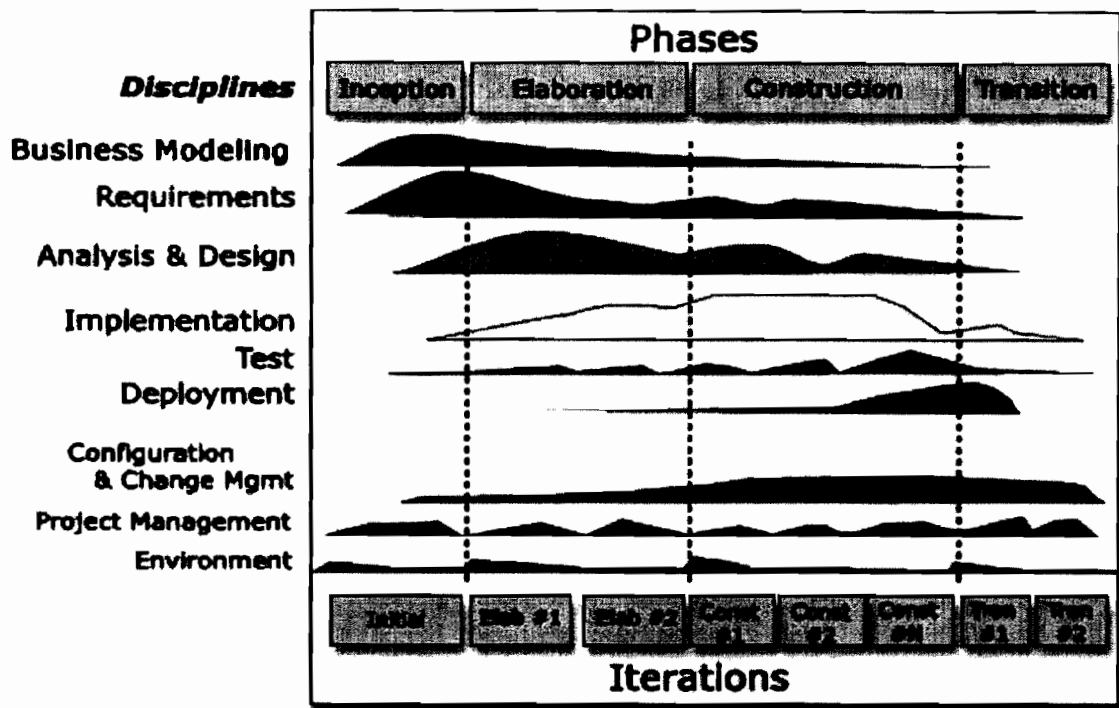 Phases
Disciplines
Inception
Elaboration
Construction
Transition
Business Modeling
Requirements
Analysis & Design
Implementation
Test
Deployment
Configuration
& Change Mgmt
Project Management
Environment
Initial
Elab #1
Elab #2
Const
#1
Const
#2
Const
#N
Tran
#1
Tran
#2
Iterations